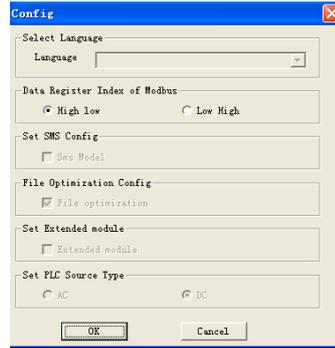 Config
Select Language
Language
Data Register Index of Modbus
High low
Low High
Set SMS Config
Sms Model
File Optimization Config
File optimization
Set Extended module
Extended module
Set PLC Source Type
AC
DC
OK
Cancel